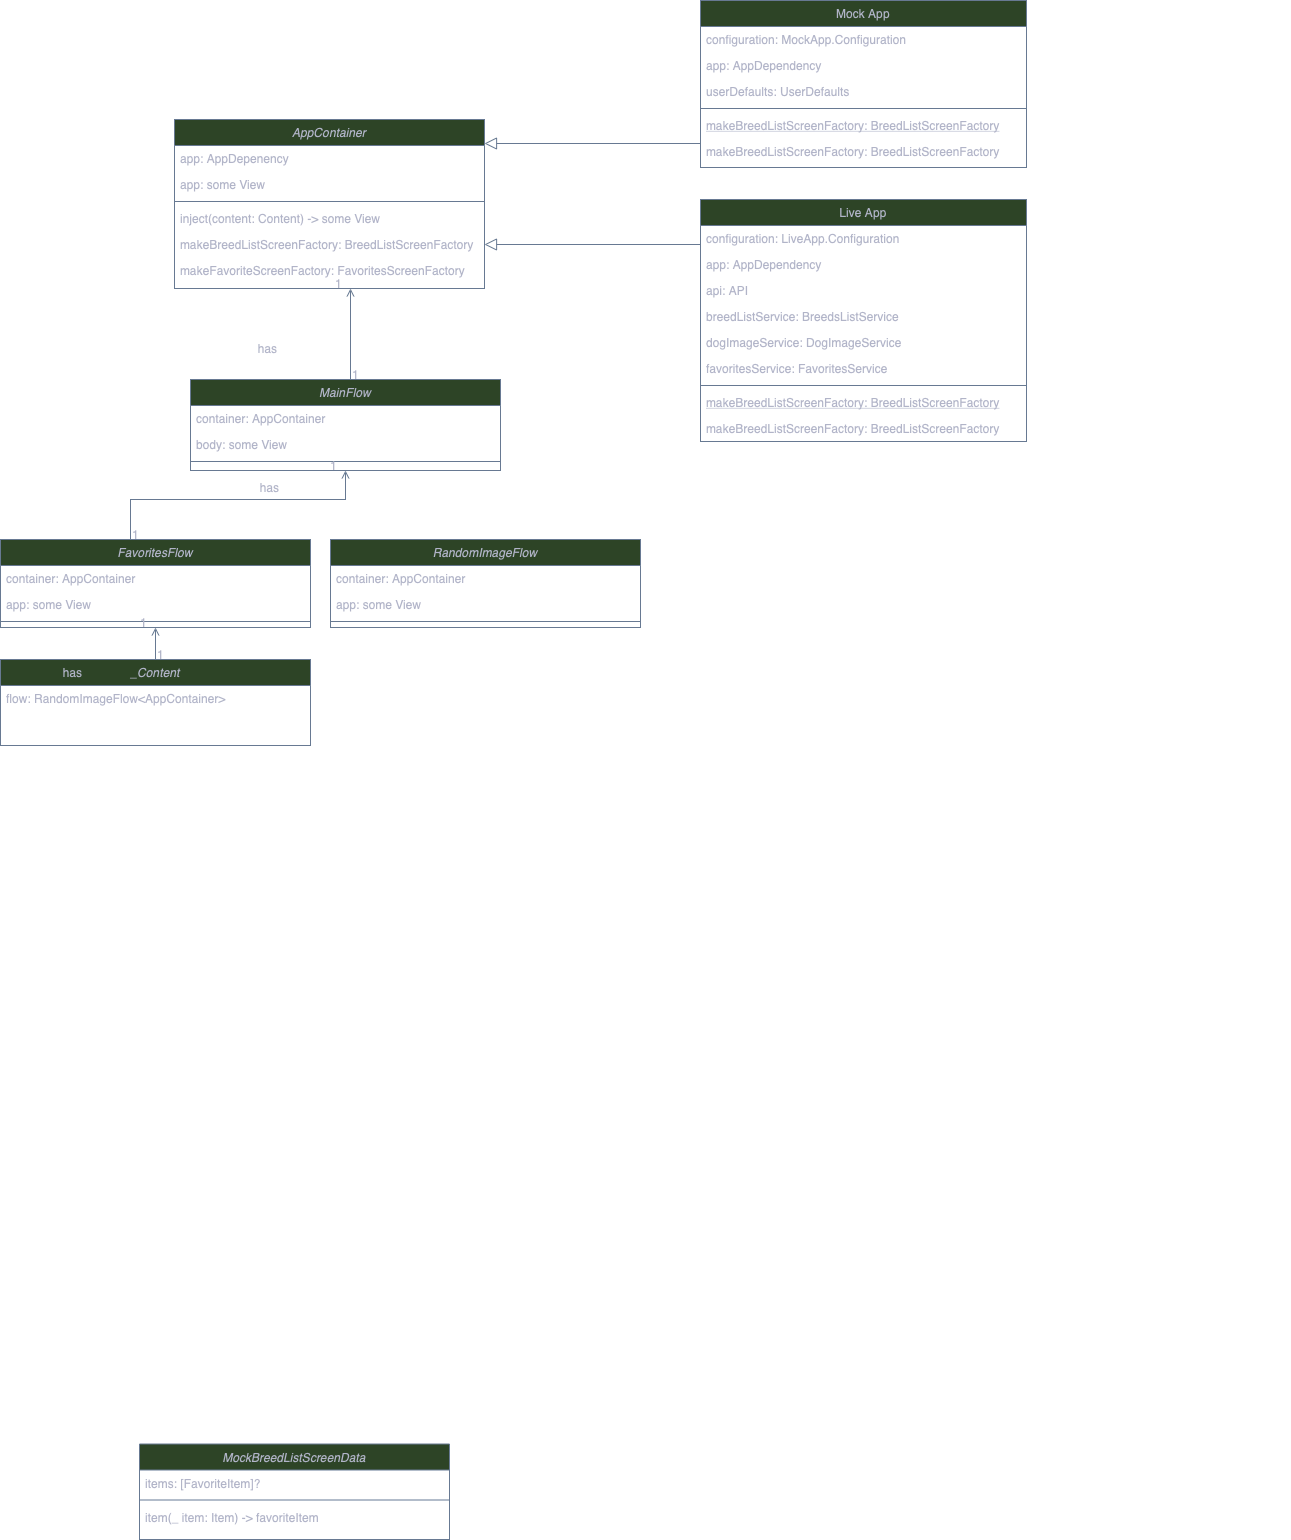 Mock App
configuration: MockApp.Configuration
app: AppDependency
userDefaults: UserDefaults
makeBreedListScreenFactory: BreedListScreenFactory
makeBreedListScreenFactory: BreedListScreenFactory
AppContainer
app: AppDepenency
app: some View
inject(content: Content) -> some View
makeBreedListScreenFactory: BreedListScreenFactory
makeFavoriteScreenFactory: FavoritesScreenFactory
1
Live App
configuration: LiveApp.Configuration
app: AppDependency
api: API
breedListService: BreedsListService
dogImageService: DogImageService
favoritesService: FavoritesService
makeBreedListScreenFactory: BreedListScreenFactory
makeBreedListScreenFactory: BreedListScreenFactory
has
1
MainFlow
container: AppContainer
body: some View
1
has
1
FavoritesFlow
container: AppContainer
app: some View
1
RandomImageFlow
container: AppContainer
app: some View
1
has
_Content
flow: RandomImageFlow<AppContainer>
MockBreedListScreenData
items: [FavoriteItem]?
item(_ item: Item) -> favoriteItem